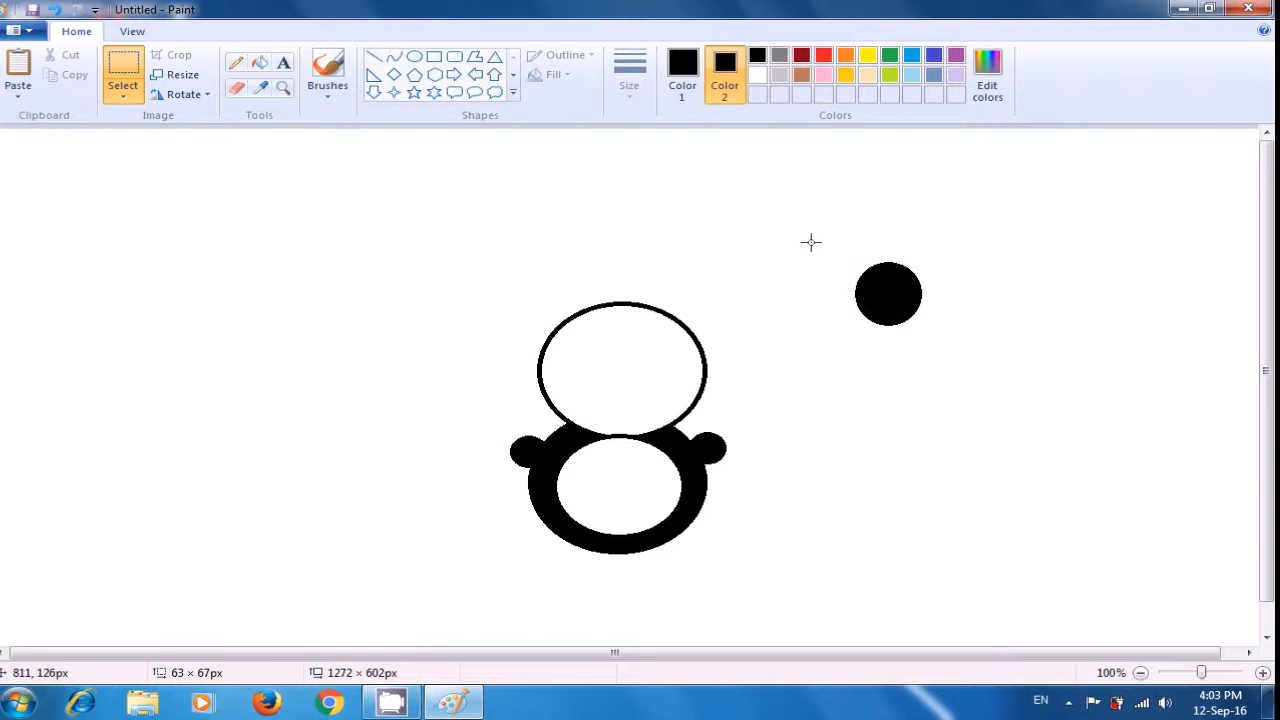 Untitled - Paint
Home View
Paste
Cut
Copy
Clipboard
Select
Crop
Resize
Rotate
Image
Tools
Brushes
Shapes
Outline
Fill
Size
Color 1
Color 2
Edit colors
Colors
811, 126px 63 × 67px 1272 × 602px 100%
EN 4:03 PM
12-Sep-16